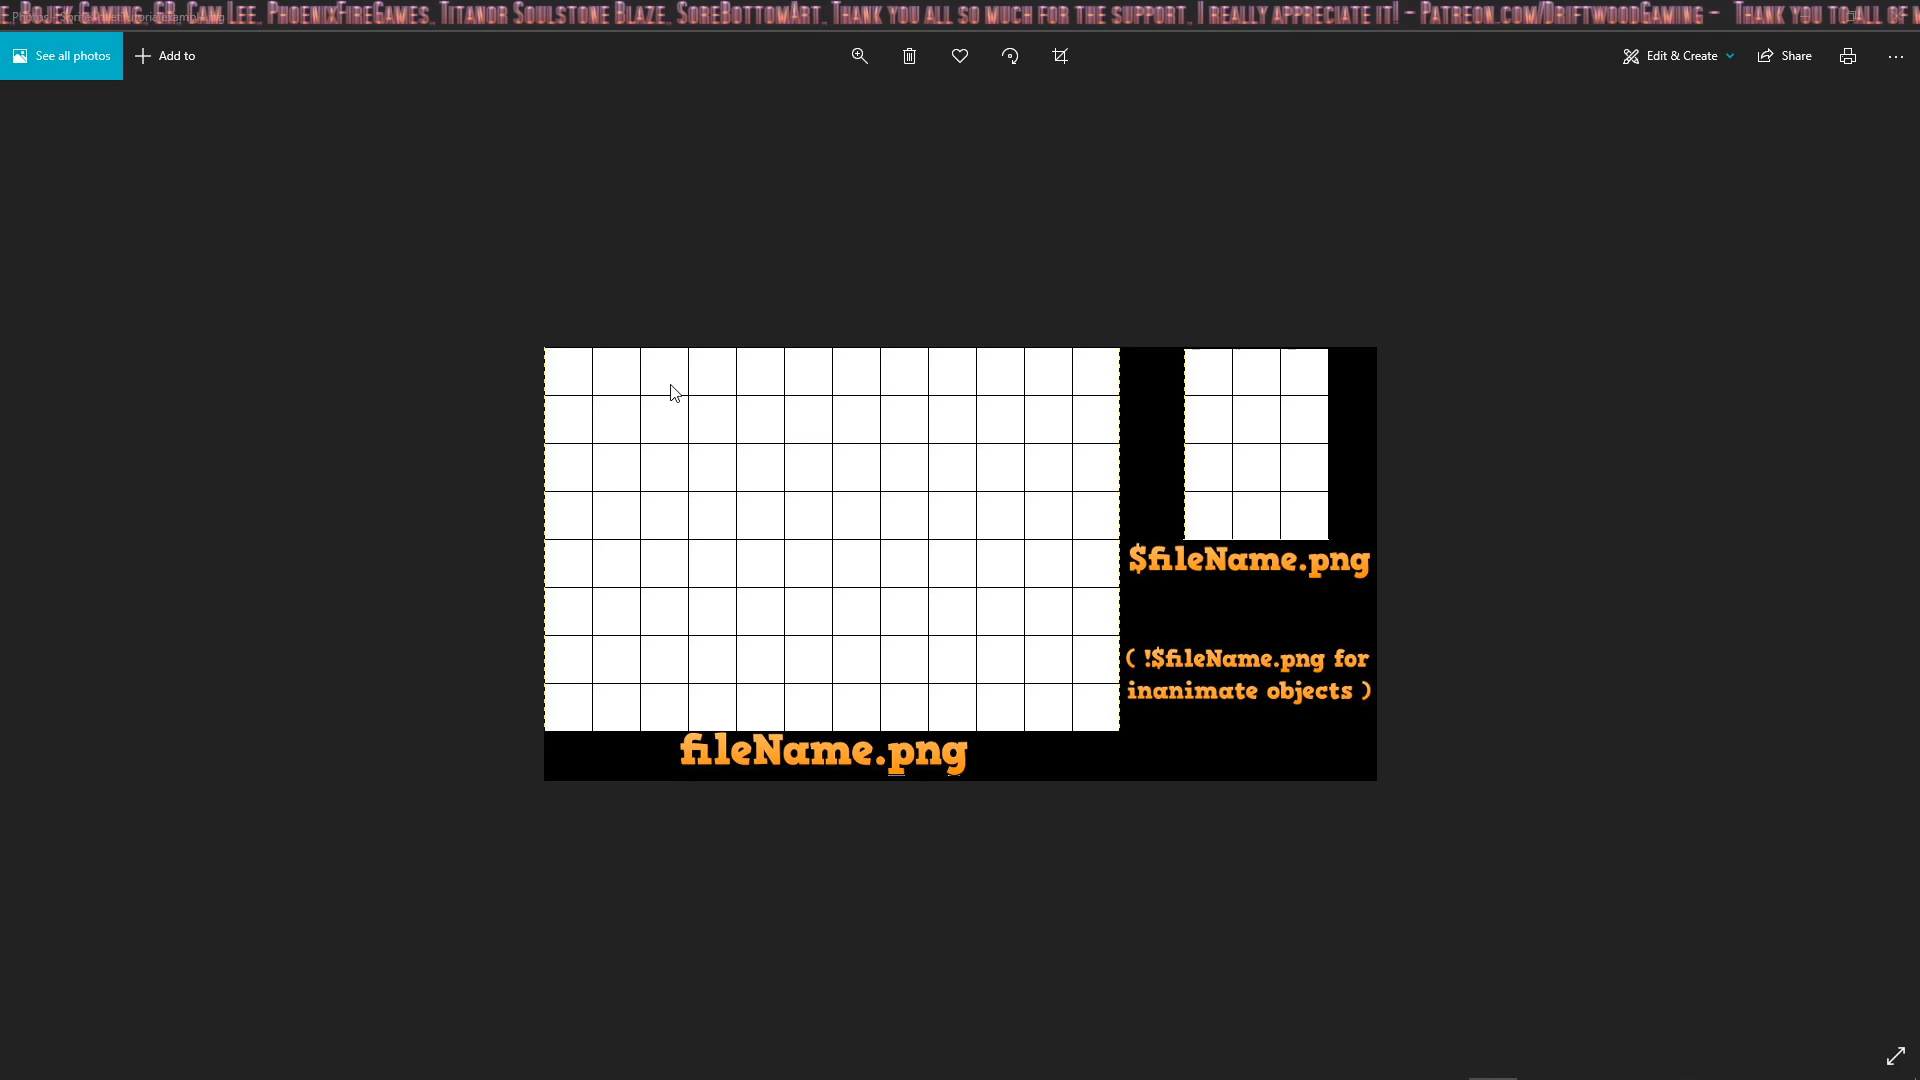 E ROJET GAMING, GR CAM LEE, PHOENIXFIREGAMES, TITANOR SOULSTONE BLAZE, SOREBOTTOMART. THANK YOU ALL SO MUCH FOR THE SUPPORT, I REALLY APPRECIATE IT! ~ PATREON.COM/DRIFTWOODGAMING ~ THANK YOU TO ALL OF M
See all photos
Add to
Edit & Create
Share
$fileName.png
( !$fileName.png for
inanimate objects )
fileName.png